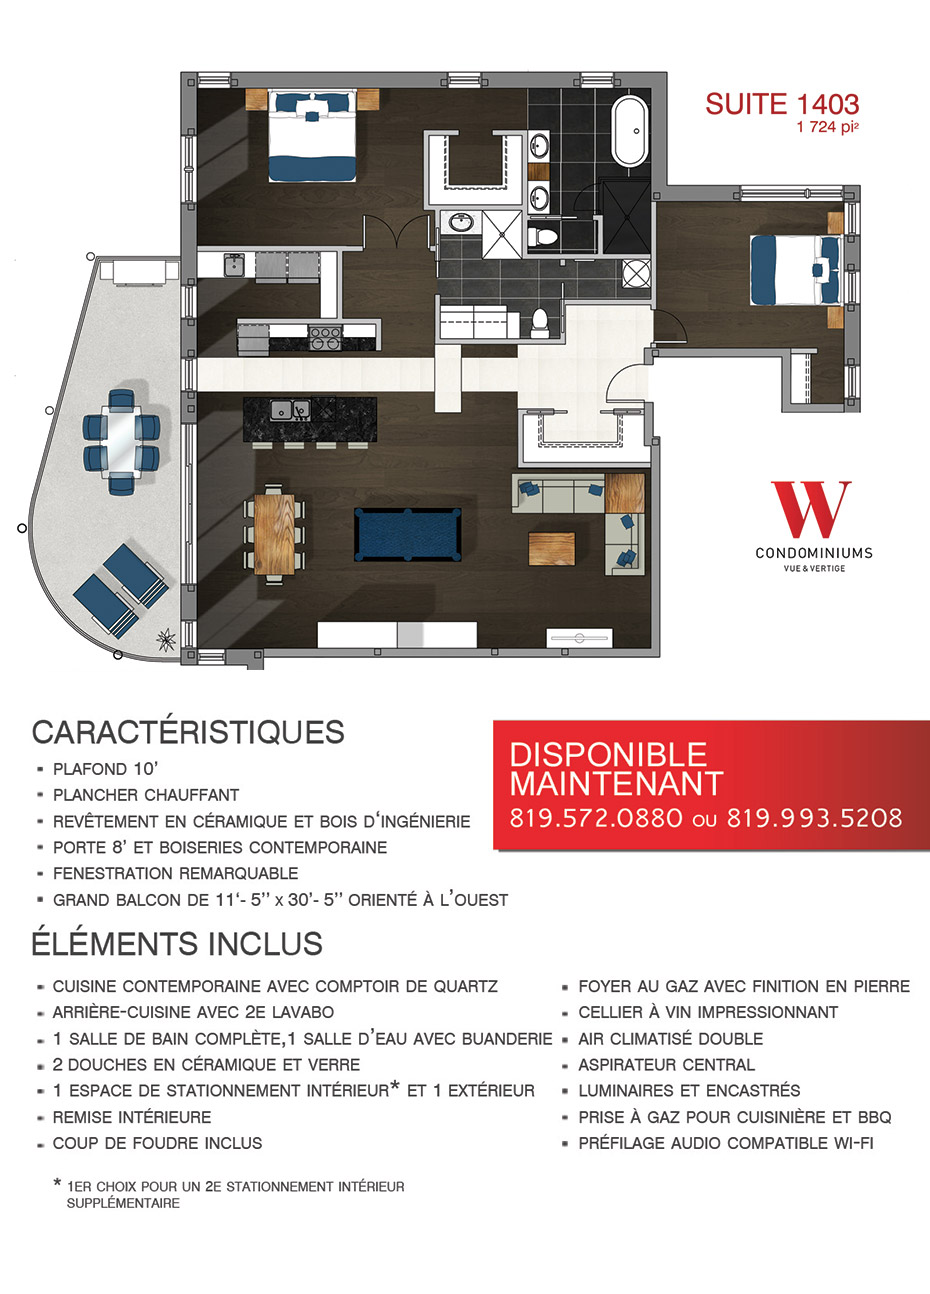 SUITE 1403
1 724 pi²
W
CONDOMINIUMS
VUE & VERTIGE
CARACTÉRISTIQUES
PLAFOND 10'
PLANCHER CHAUFFANT
REVÊTEMENT EN CÉRAMIQUE ET BOIS D'INGÉNIERIE
PORTE 8' ET BOISERIES CONTEMPORAINE
FENESTRATION REMARQUABLE
GRAND BALCON DE 11'- 5'' X 30'- 5'' ORIENTÉ À L'OUEST
DISPONIBLE
MAINTENANT
819.572.0880 OU 819.993.5208
ÉLÉMENTS INCLUS
CUISINE CONTEMPORAINE AVEC COMPTOIR DE QUARTZ
ARRIÈRE-CUISINE AVEC 2E LAVABO
1 SALLE DE BAIN COMPLÈTE,1 SALLE D'EAU AVEC BUANDERIE
2 DOUCHES EN CÉRAMIQUE ET VERRE
1 ESPACE DE STATIONNEMENT INTÉRIEUR* ET 1 EXTÉRIEUR
REMISE INTÉRIEURE
COUP DE FOUDRE INCLUS
FOYER AU GAZ AVEC FINITION EN PIERRE
CELLIER À VIN IMPRESSIONNANT
AIR CLIMATISÉ DOUBLE
ASPIRATEUR CENTRAL
LUMINAIRES ET ENCASTRÉS
PRISE À GAZ POUR CUISINIÈRE ET BBQ
PRÉFILAGE AUDIO COMPATIBLE WI-FI
* 1ER CHOIX POUR UN 2E STATIONNEMENT INTÉRIEUR
SUPPLÉMENTAIRE